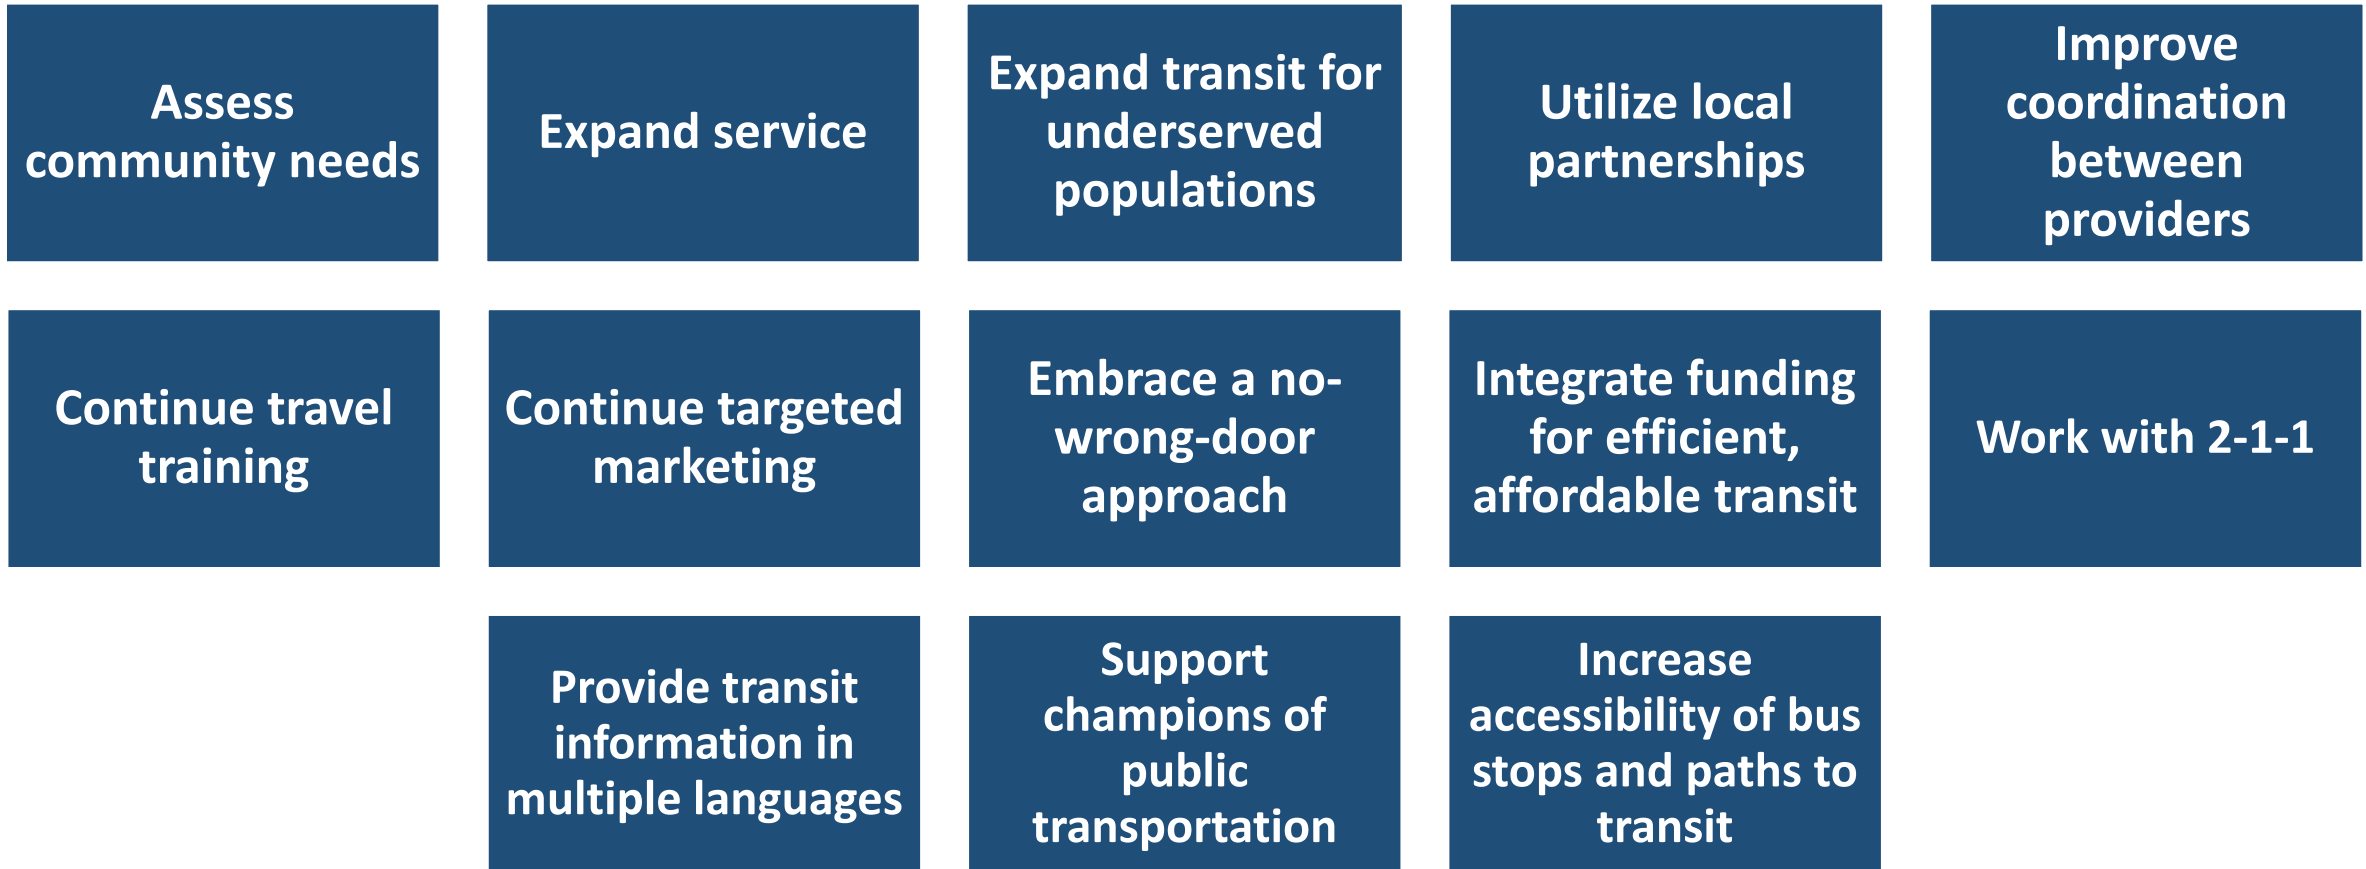 Assess
community needs
Expand service
Expand transit for
underserved
populations
Utilize local
partnerships
Improve
coordination
between
providers
Continue travel
training
Continue targeted
marketing
Embrace a no-
wrong-door
approach
Integrate funding
for efficient,
affordable transit
Work with 2-1-1
Provide transit
information in
multiple languages
Support
champions of
public
transportation
Increase
accessibility of bus
stops and paths to
transit